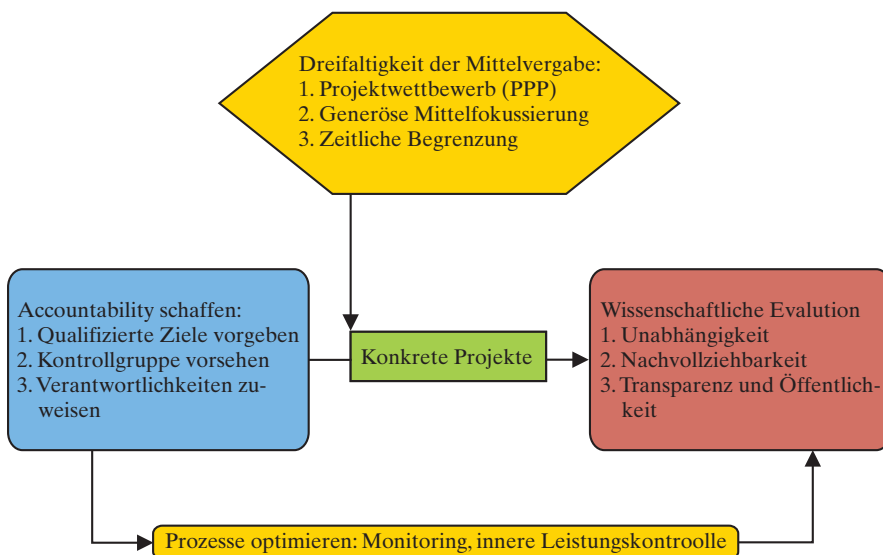 Dreifaltigkeit der Mittelvergabe:
1. Projektwettbewerb (PPP)
2. Generöse Mittelfokussierung
3. Zeitliche Begrenzung
Accountability schaffen:
1. Qualifizierte Ziele vorgeben
2. Kontrollgruppe vorsehen
3. Verantwortlichkeiten zu-
weisen
Konkrete Projekte
Wissenschaftliche Evalution
1. Unabhängigkeit
2. Nachvollziehbarkeit
3. Transparenz und Öffentlich-
keit
Prozesse optimieren: Monitoring, innere Leistungskontroolle